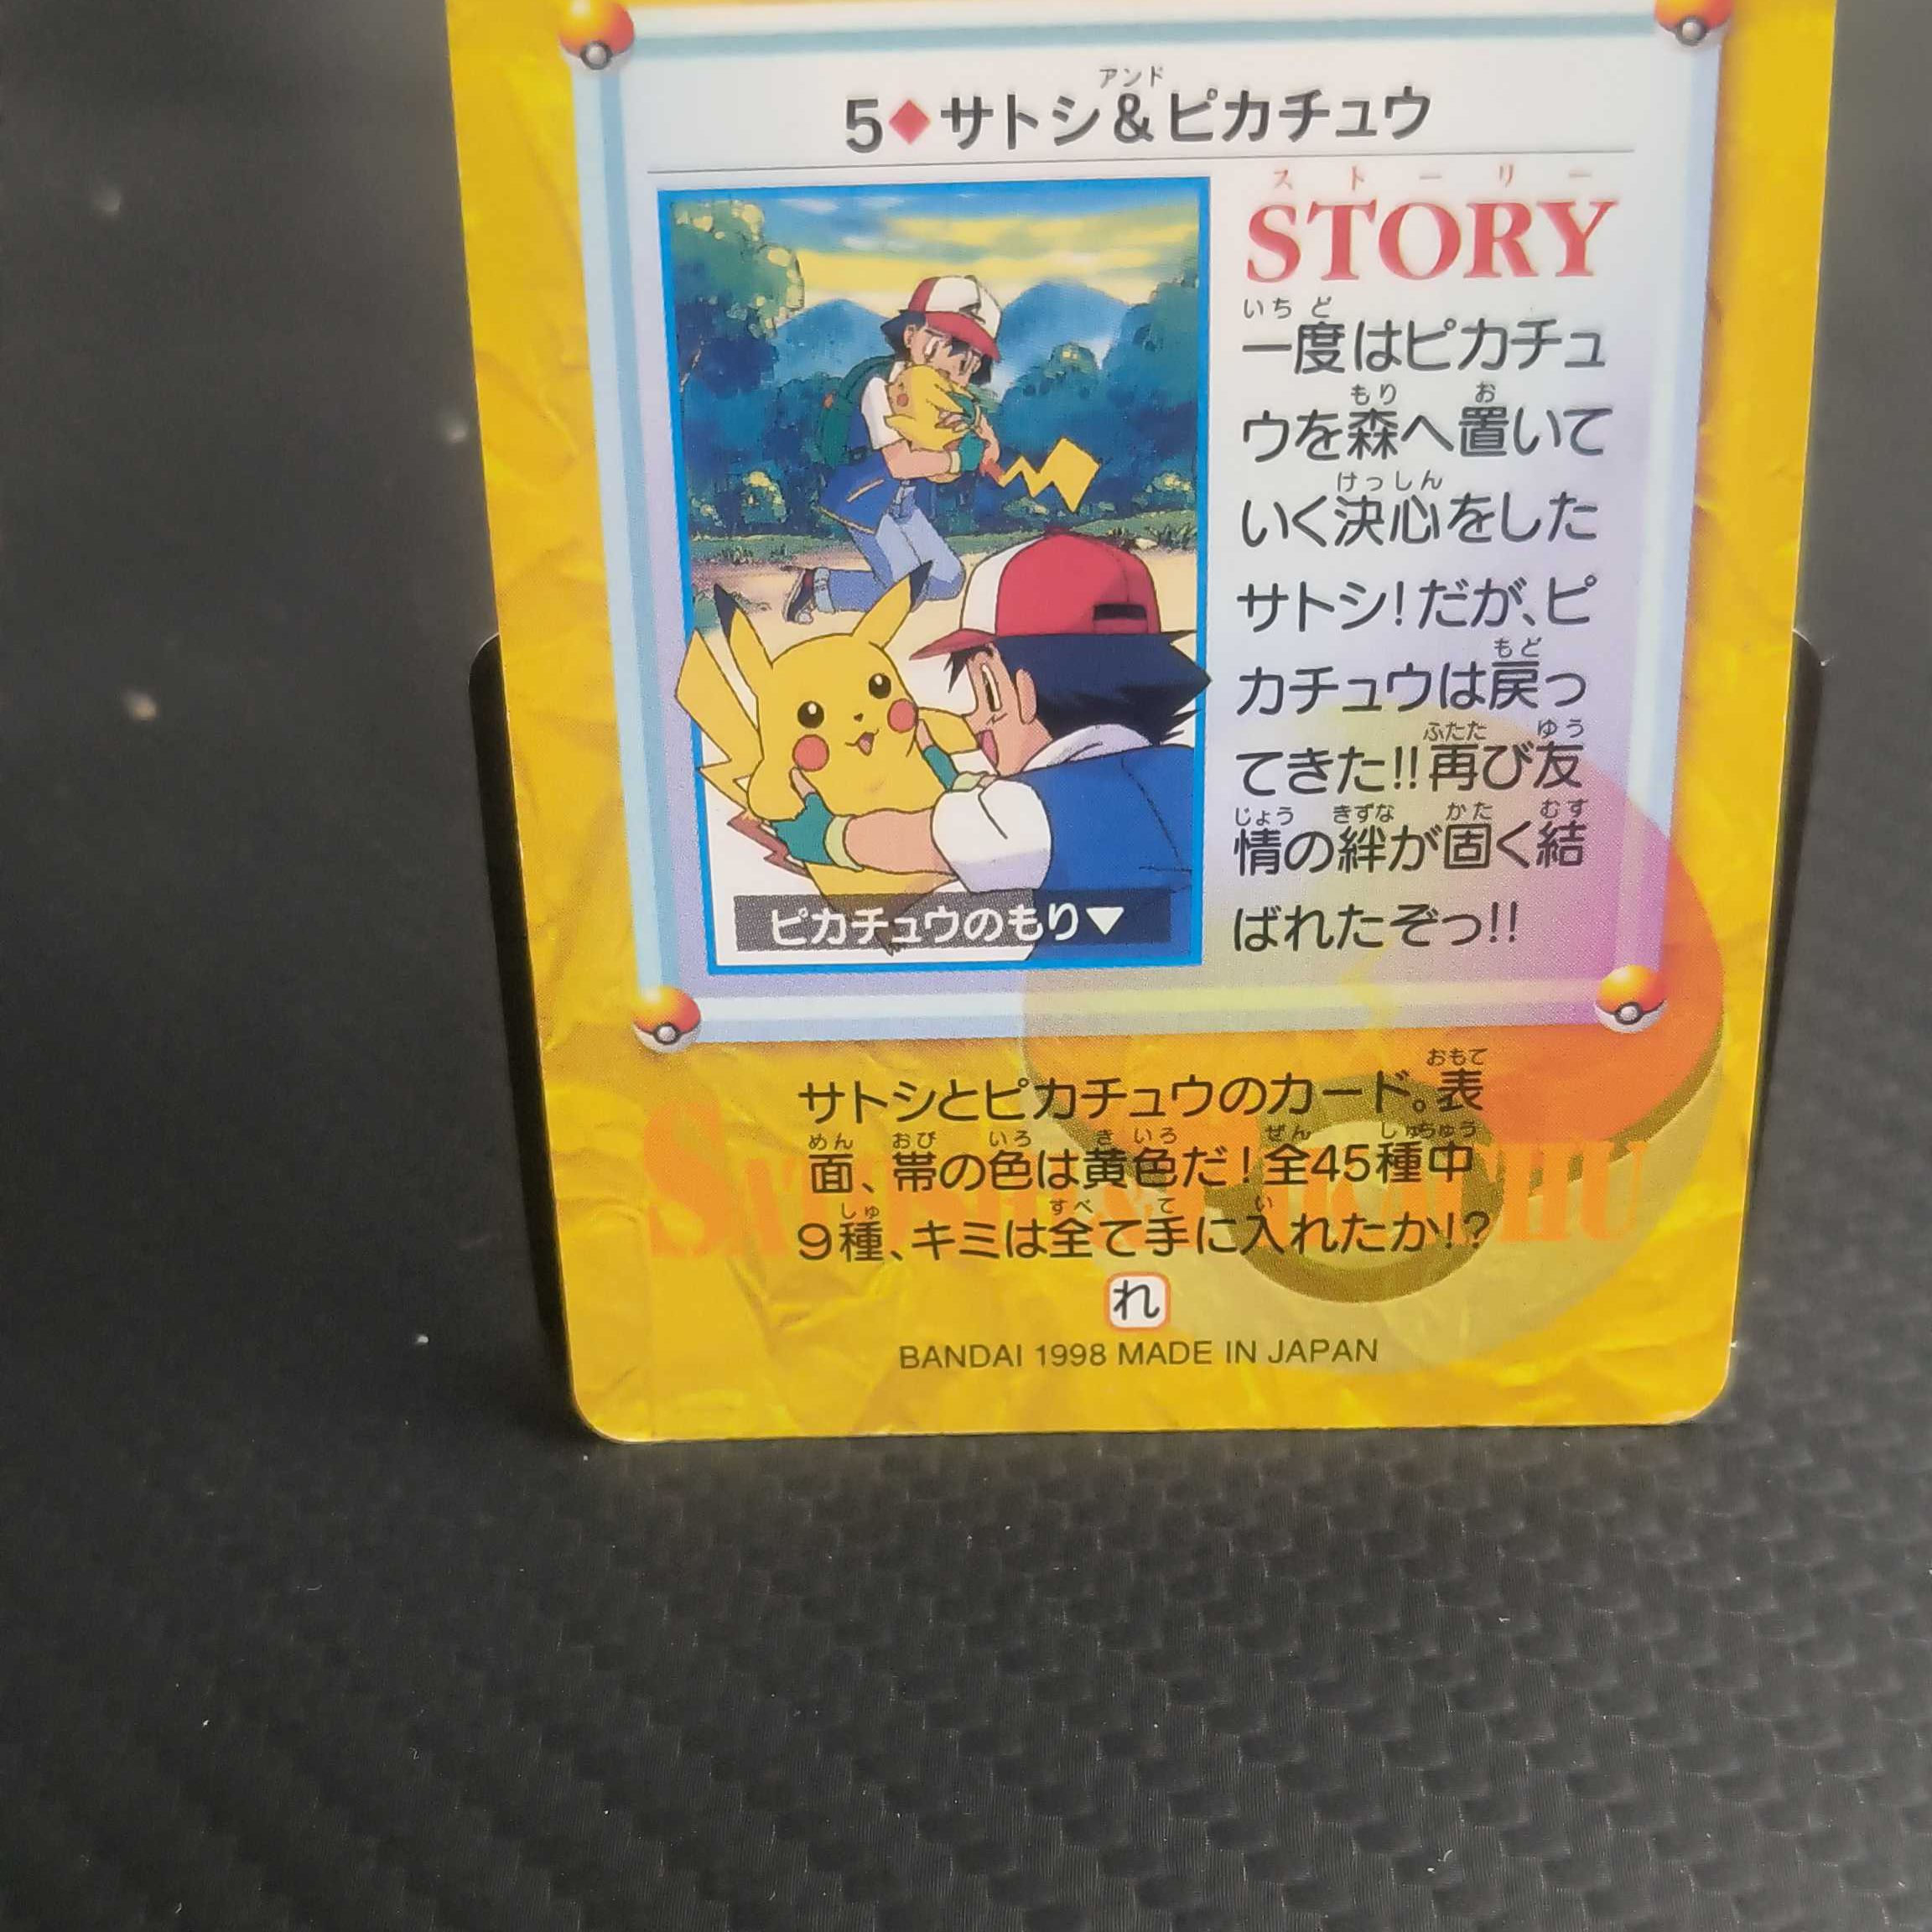 5◆サトシ&ピカチュウ
アンド
ストーリー
STORY
いちど
一度はピカチュ
もり お
ウを森へ置いて
けっしん
いく決心をした
サトシ!だが、ピ
もど
カチュウは戻っ
ふたた ゆう
てきた!!再び友
じょう きずな かた むす
情の絆が固く結
ばれたぞっ!!
ピカチュウのもり▼
おもて
サトシとピカチュウのカード。表
めん おび いろ きいろ ぜん しゅちゅう
面、帯の色は黄色だ!全45種中
しゅ すべ て い
9種、キミは全て手に入れたか!?
SATOSHI & PIKACHU
れ
BANDAI 1998 MADE IN JAPAN